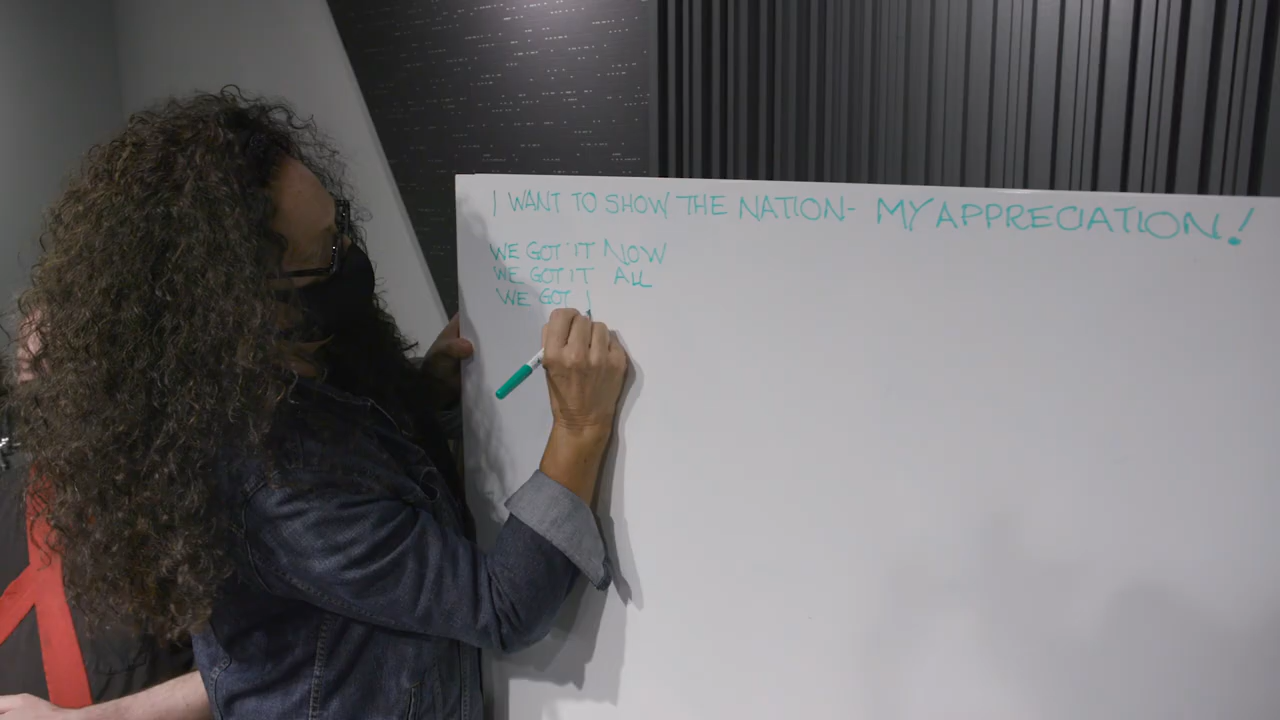 I WANT TO SHOW THE NATION- MY APPRECIATION!
WE GOT IT NOW
WE GOT IT ALL
WE GOT I